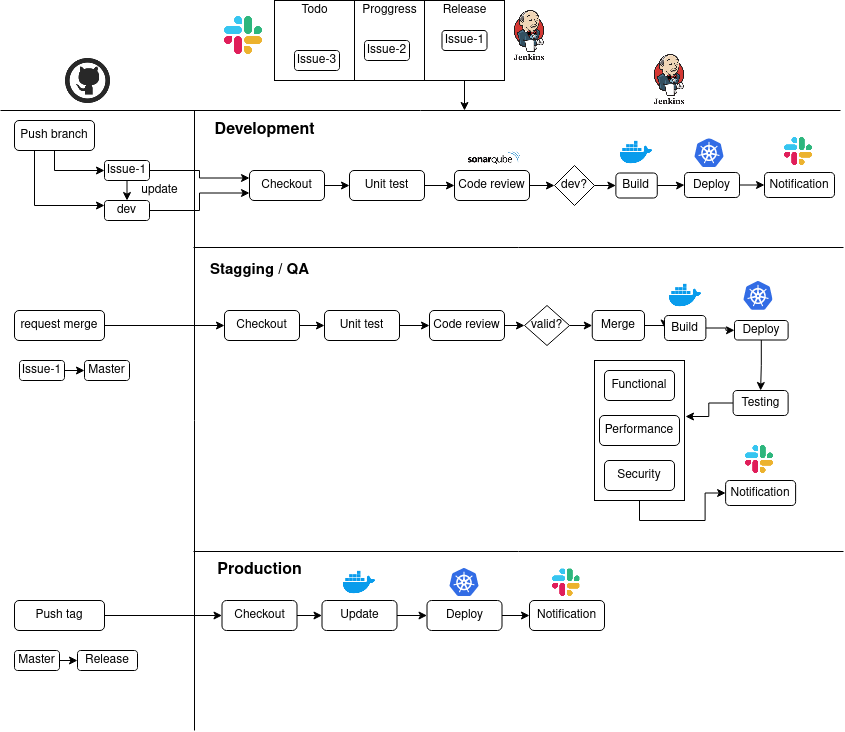 Todo
Proggress
Release
Issue-3
Issue-2
Issue-1
Jenkins
Jenkins
Development
Push branch
Issue-1
update
dev
Checkout
Unit test
sonarqube
Code review
dev?
Build
Deploy
Notification
Stagging / QA
request merge
Checkout
Unit test
Code review
valid?
Merge
Build
Deploy
Issue-1
Master
Functional
Performance
Security
Testing
Notification
Production
Push tag
Checkout
Update
Deploy
Notification
Master
Release